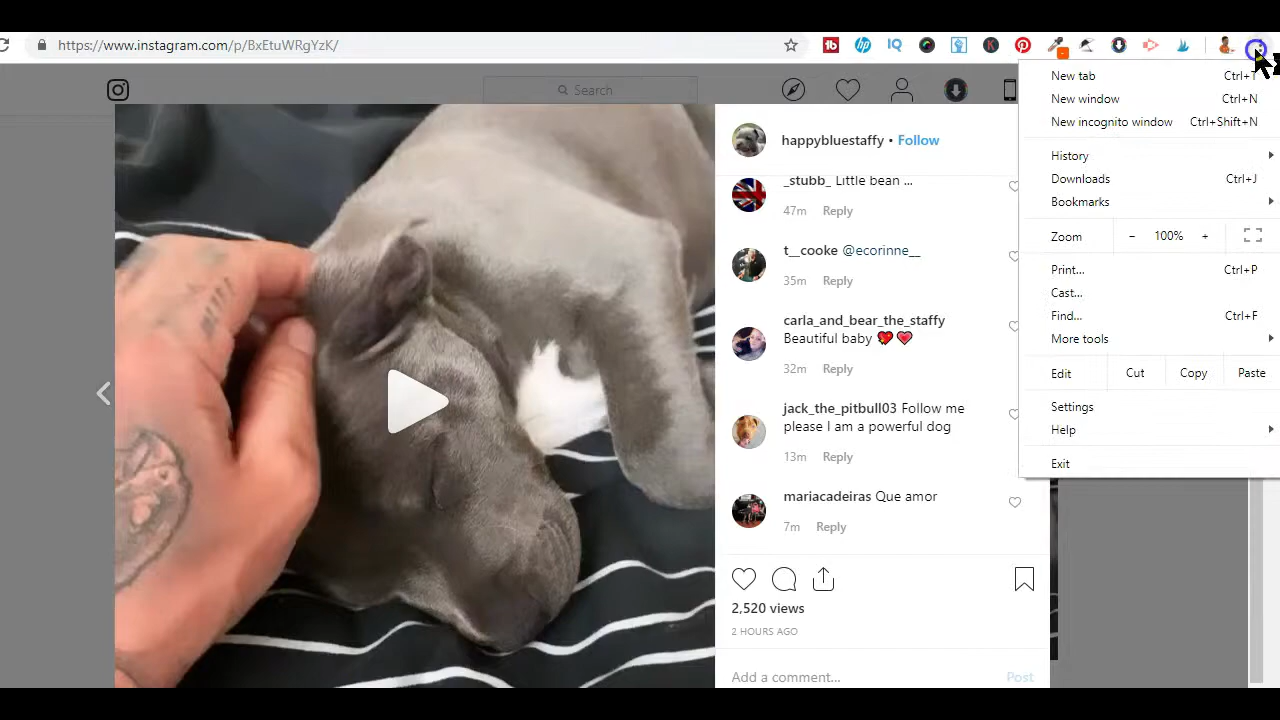 https://www.instagram.com/p/BxEtuWRgYzK/
Search
happybluestaffy • Follow
_stubb_ Little bean ...
47m Reply
t__cooke @ecorinne__
35m Reply
carla_and_bear_the_staffy
Beautiful baby 💖💗
32m Reply
jack_the_pitbull03 Follow me
please I am a powerful dog
13m Reply
mariacadeiras Que amor
7m Reply
2,520 views
2 HOURS AGO
Add a comment... Post
New tab Ctrl+T
New window Ctrl+N
New incognito window Ctrl+Shift+N
History
Downloads Ctrl+J
Bookmarks
Zoom − 100% +
Print... Ctrl+P
Cast...
Find... Ctrl+F
More tools
Edit Cut Copy Paste
Settings
Help
Exit